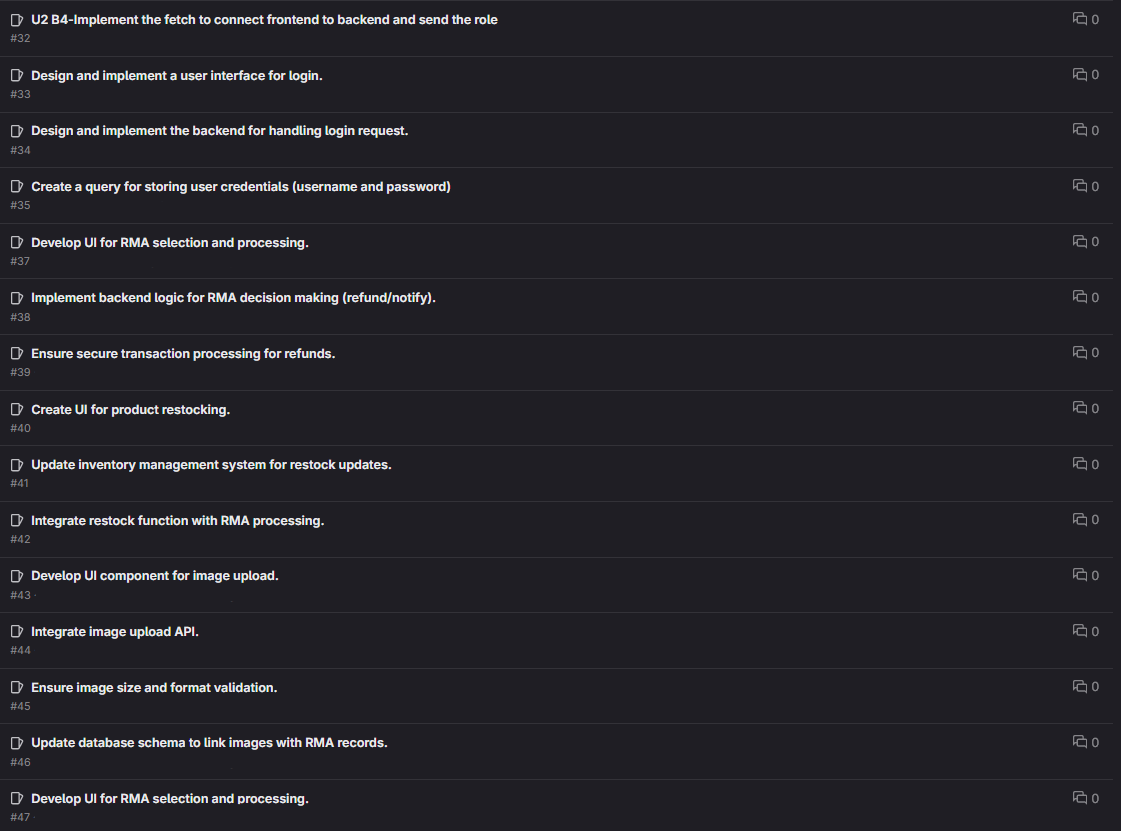 U2 B4-Implement the fetch to connect frontend to backend and send the role
0
#32
Design and implement a user interface for login.
0
#33
Design and implement the backend for handling login request.
0
#34
Create a query for storing user credentials (username and password)
0
#35
Develop UI for RMA selection and processing.
0
#37
Implement backend logic for RMA decision making (refund/notify).
0
#38
Ensure secure transaction processing for refunds.
0
#39
Create UI for product restocking.
0
#40
Update inventory management system for restock updates.
0
#41
Integrate restock function with RMA processing.
0
#42
Develop UI component for image upload.
0
#43 ·
Integrate image upload API.
0
#44
Ensure image size and format validation.
0
#45
Update database schema to link images with RMA records.
0
#46
Develop UI for RMA selection and processing.
0
#47 ·